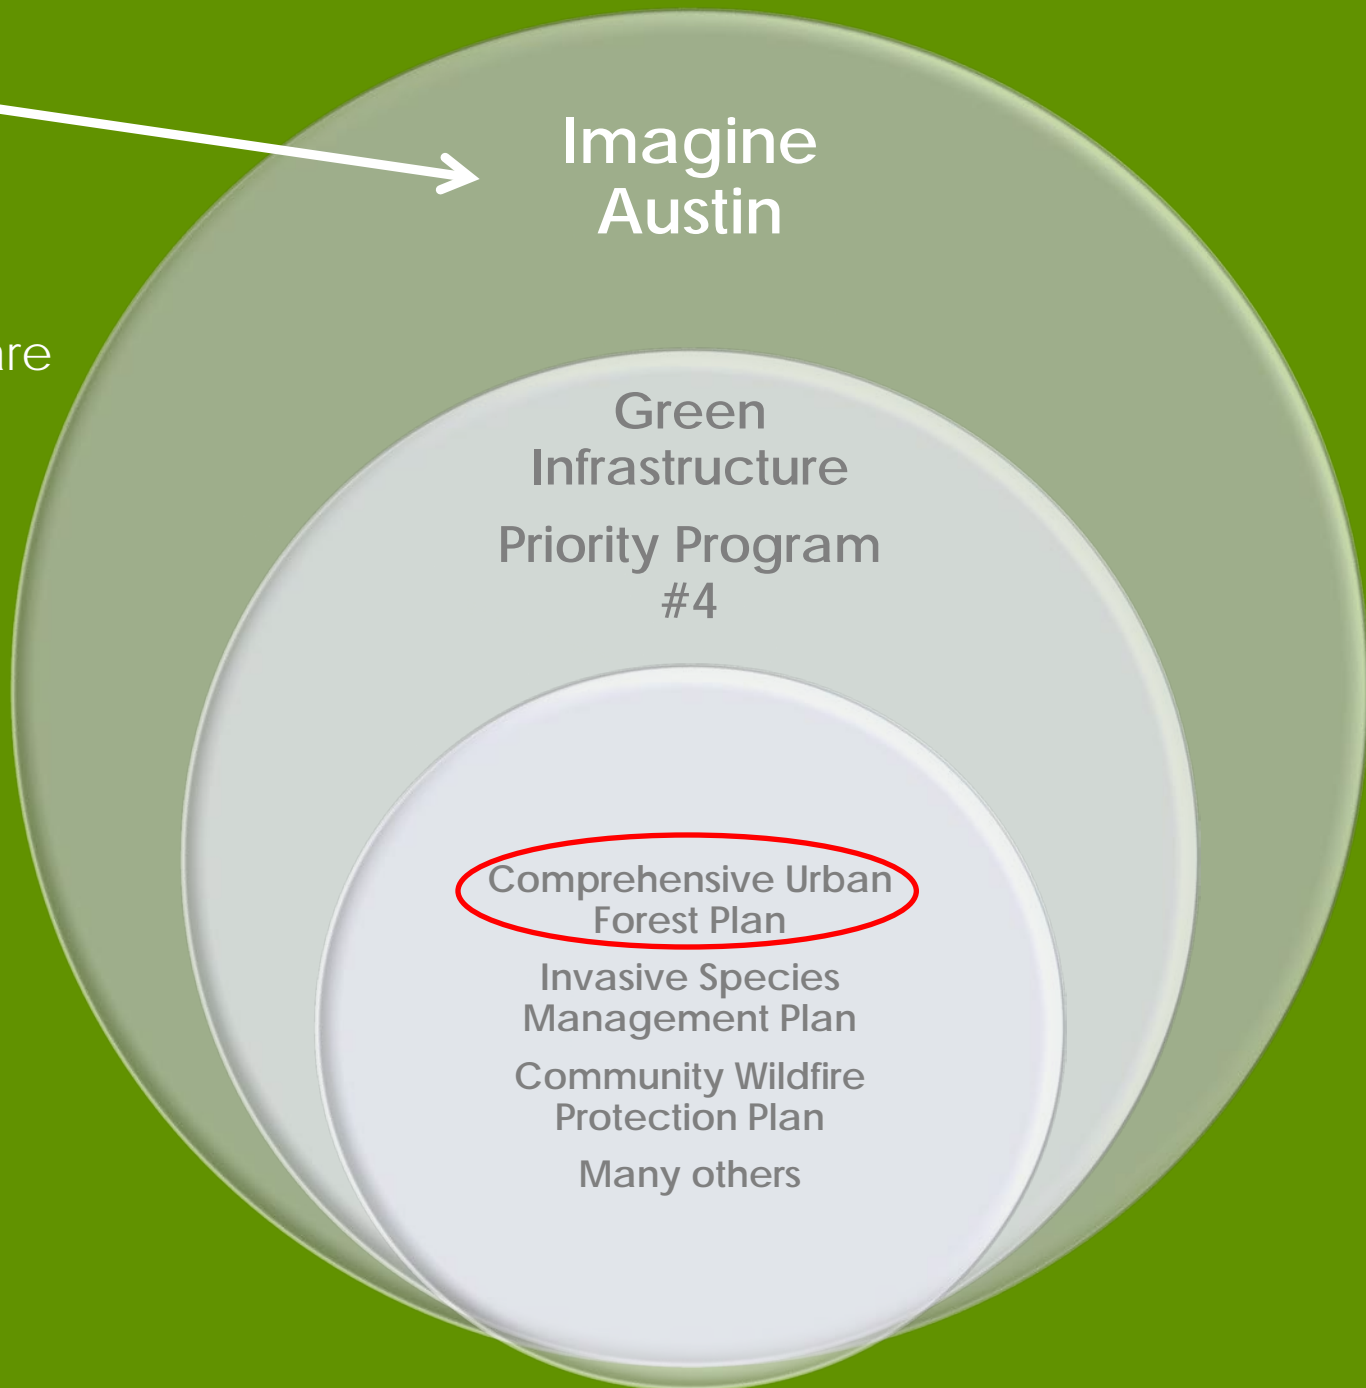 Imagine
Austin
are
Green
Infrastructure
Priority Program
#4
Comprehensive Urban
Forest Plan
Invasive Species
Management Plan
Community Wildfire
Protection Plan
Many others